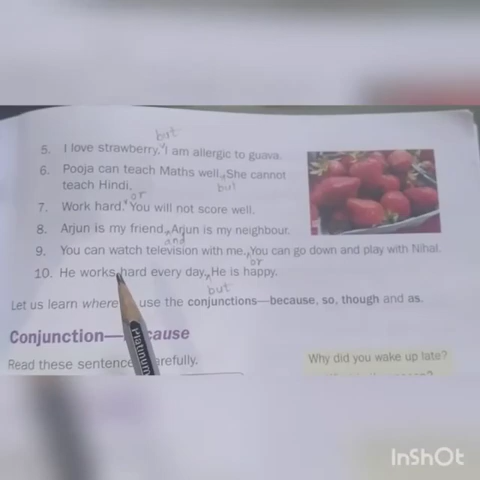 but
5. I love strawberry. I am allergic to guava.
6. Pooja can teach Maths well. She cannot
teach Hindi. but
or
7. Work hard. You will not score well.
8. Arjun is my friend. Arjun is my neighbour.
and
9. You can watch television with me. You can go down and play with Nihal.
or
10. He works hard every day. He is happy.
but
Let us learn where use the conjunctions—because, so, though and as.
Conjunction— cause
Read these sentence arefully.
Why did you wake up late?
Platinum
InShOt